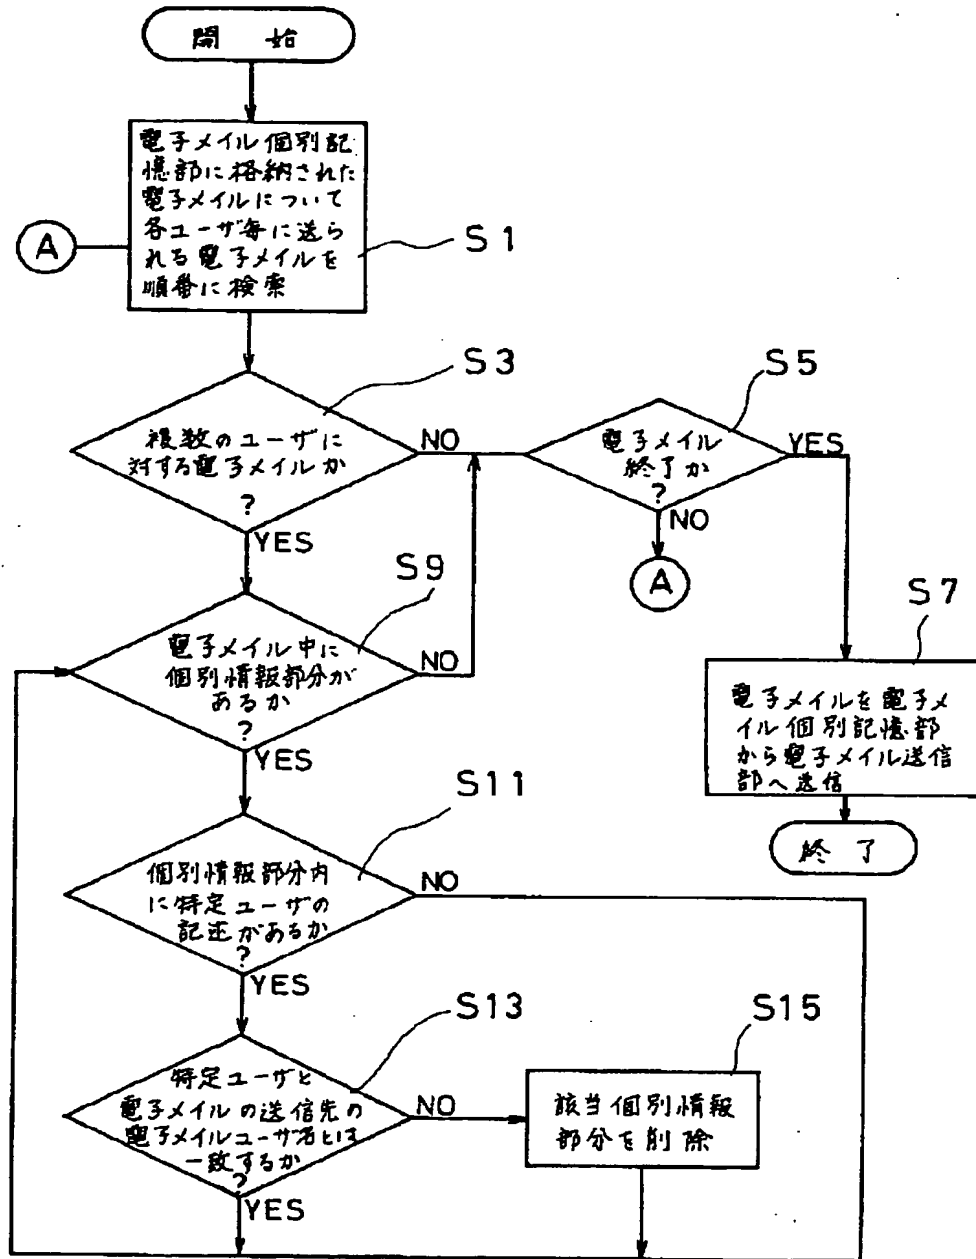 開　始
電子メイル個別記
憶部に格納された
電子メイルについて
各ユーザ毎に送ら
れる電子メイルを
順番に検索
A
S1
S3
複数のユーザに
対する電子メイルか
?
NO
YES
S5
電子メイル
終了か
?
YES
NO
A
S9
電子メイル中に
個別情報部分が
あるか
?
NO
YES
S7
電子メイルを電子メ
イル個別記憶部
から電子メイル送信
部へ送信
終了
S11
個別情報部分内
に特定ユーザの
記述があるか
?
NO
YES
S13
特定ユーザと
電子メイルの送信先の
電子メイルユーザ名とは
一致するか
?
NO
YES
S15
該当個別情報
部分を削除